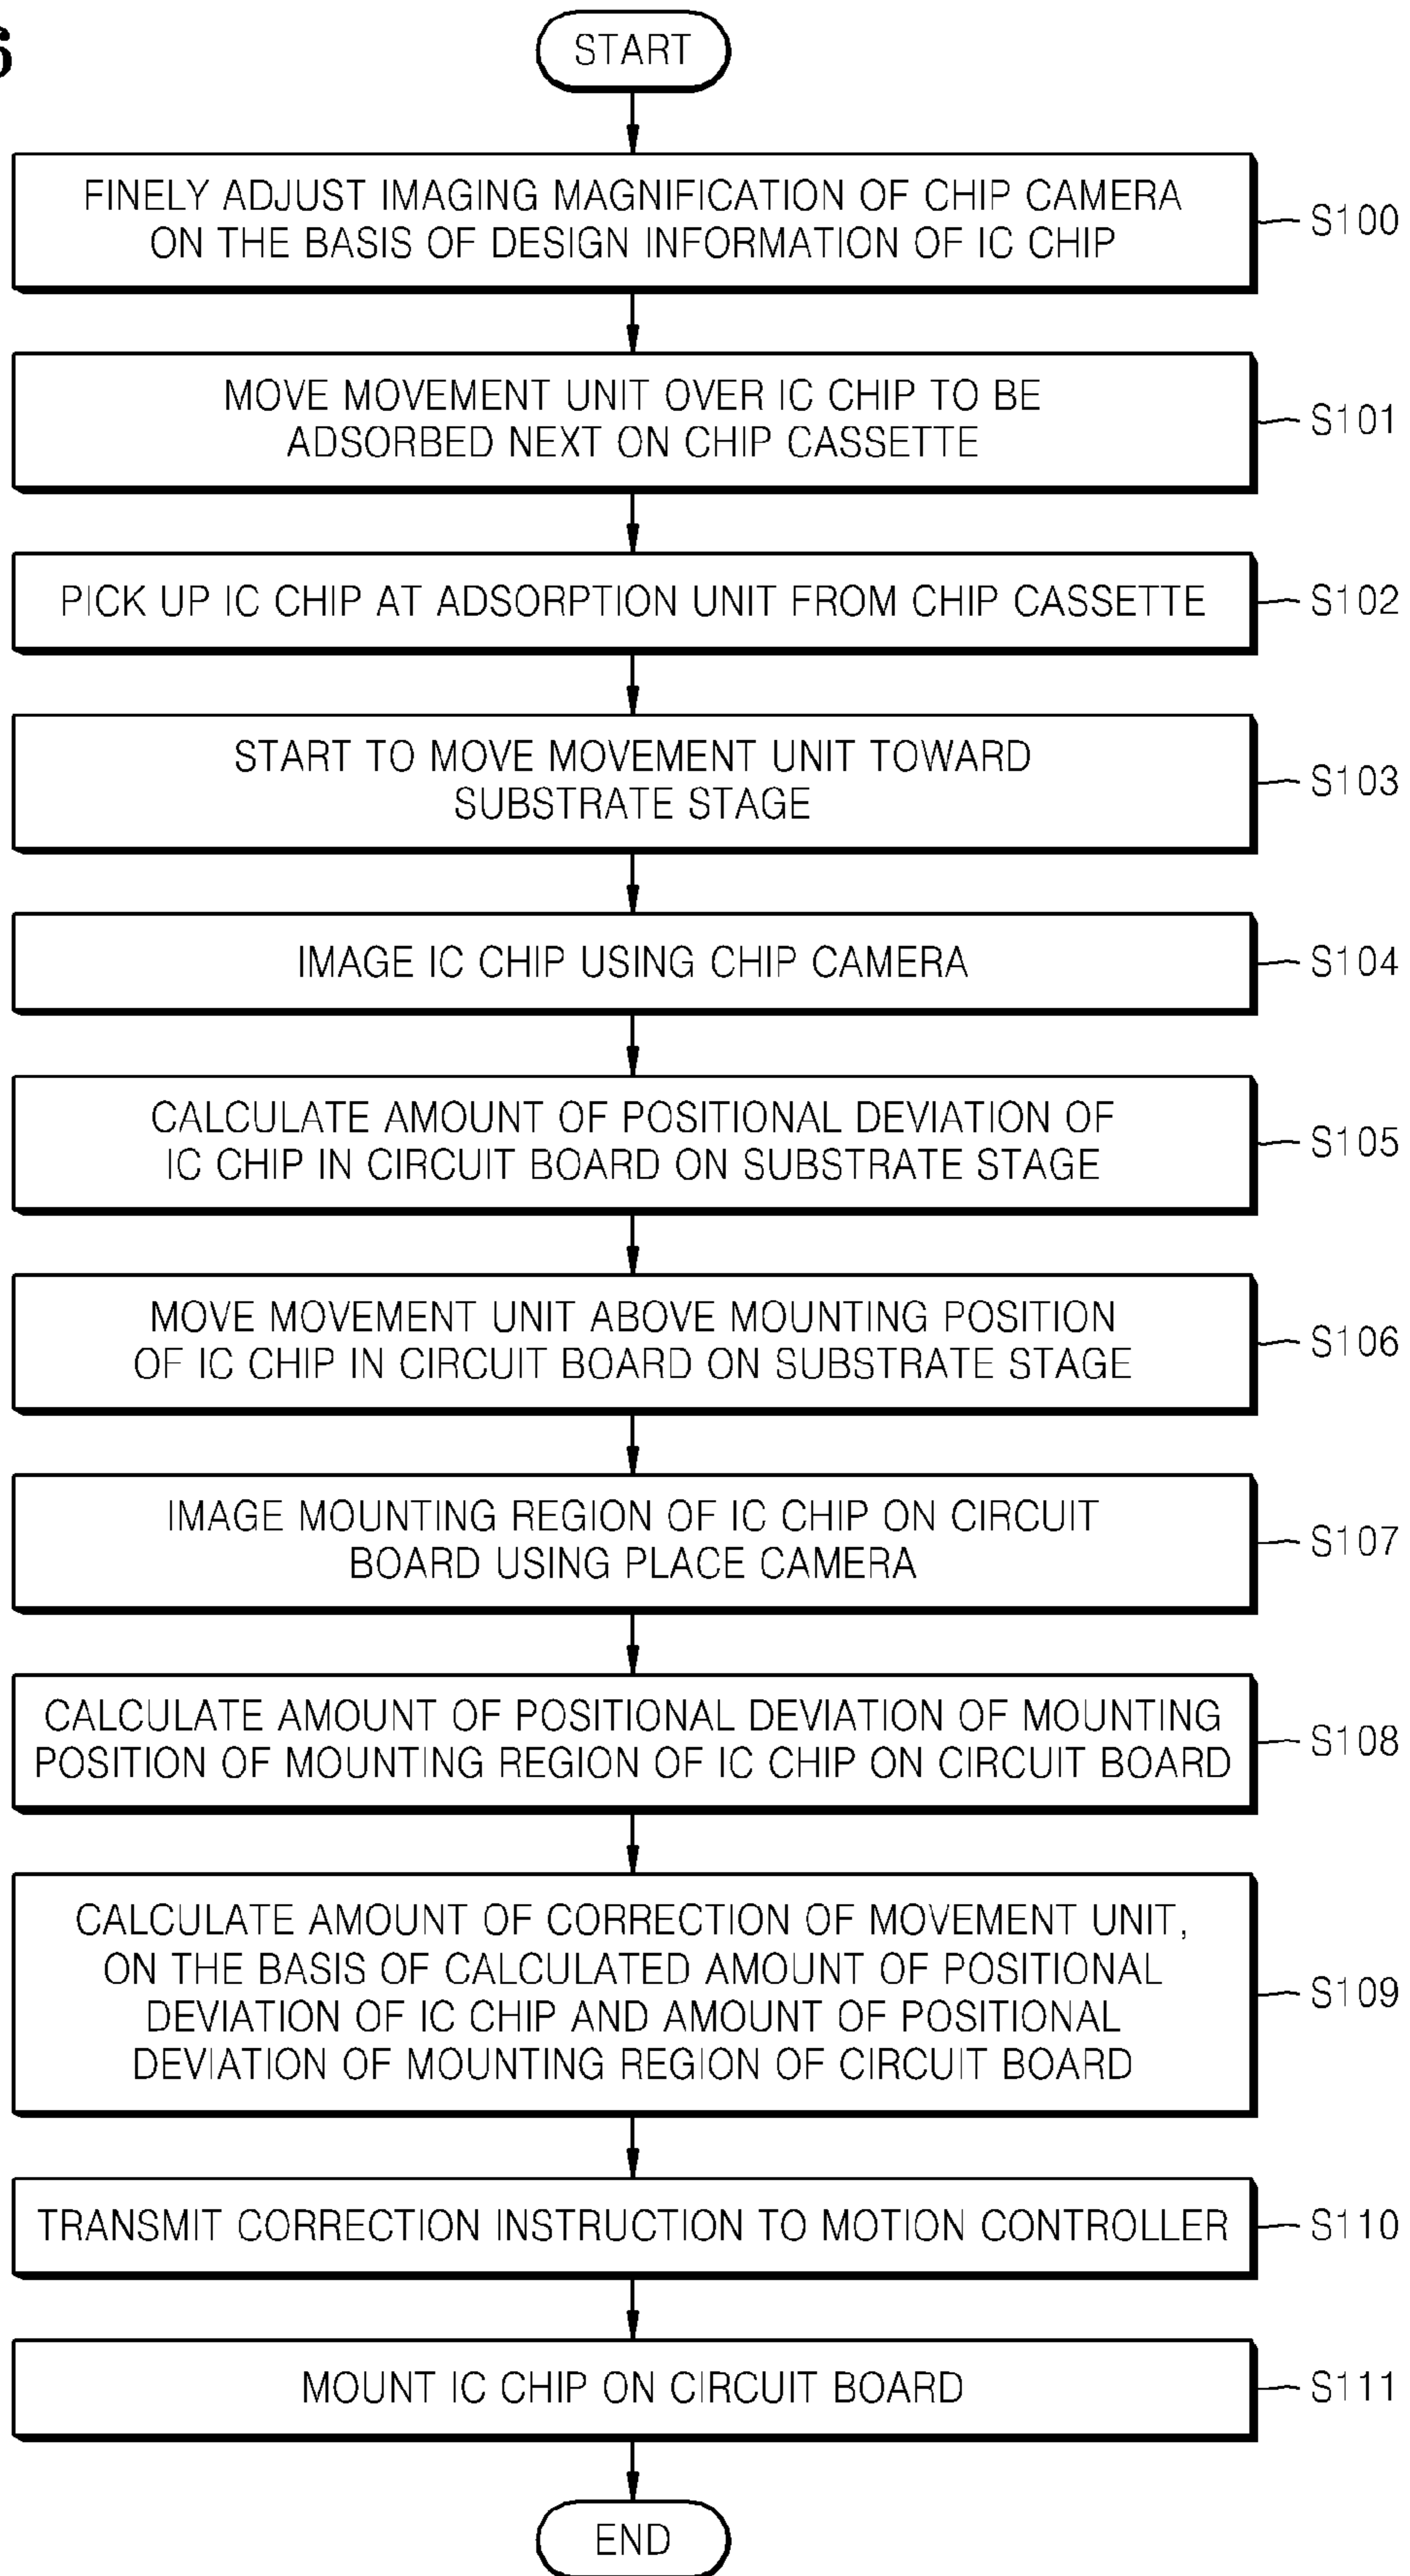 6
START
FINELY ADJUST IMAGING MAGNIFICATION OF CHIP CAMERA
ON THE BASIS OF DESIGN INFORMATION OF IC CHIP
S100
MOVE MOVEMENT UNIT OVER IC CHIP TO BE
ADSORBED NEXT ON CHIP CASSETTE
S101
PICK UP IC CHIP AT ADSORPTION UNIT FROM CHIP CASSETTE
S102
START TO MOVE MOVEMENT UNIT TOWARD
SUBSTRATE STAGE
S103
IMAGE IC CHIP USING CHIP CAMERA
S104
CALCULATE AMOUNT OF POSITIONAL DEVIATION OF
IC CHIP IN CIRCUIT BOARD ON SUBSTRATE STAGE
S105
MOVE MOVEMENT UNIT ABOVE MOUNTING POSITION
OF IC CHIP IN CIRCUIT BOARD ON SUBSTRATE STAGE
S106
IMAGE MOUNTING REGION OF IC CHIP ON CIRCUIT
BOARD USING PLACE CAMERA
S107
CALCULATE AMOUNT OF POSITIONAL DEVIATION OF MOUNTING
POSITION OF MOUNTING REGION OF IC CHIP ON CIRCUIT BOARD
S108
CALCULATE AMOUNT OF CORRECTION OF MOVEMENT UNIT,
ON THE BASIS OF CALCULATED AMOUNT OF POSITIONAL
DEVIATION OF IC CHIP AND AMOUNT OF POSITIONAL
DEVIATION OF MOUNTING REGION OF CIRCUIT BOARD
S109
TRANSMIT CORRECTION INSTRUCTION TO MOTION CONTROLLER
S110
MOUNT IC CHIP ON CIRCUIT BOARD
S111
END